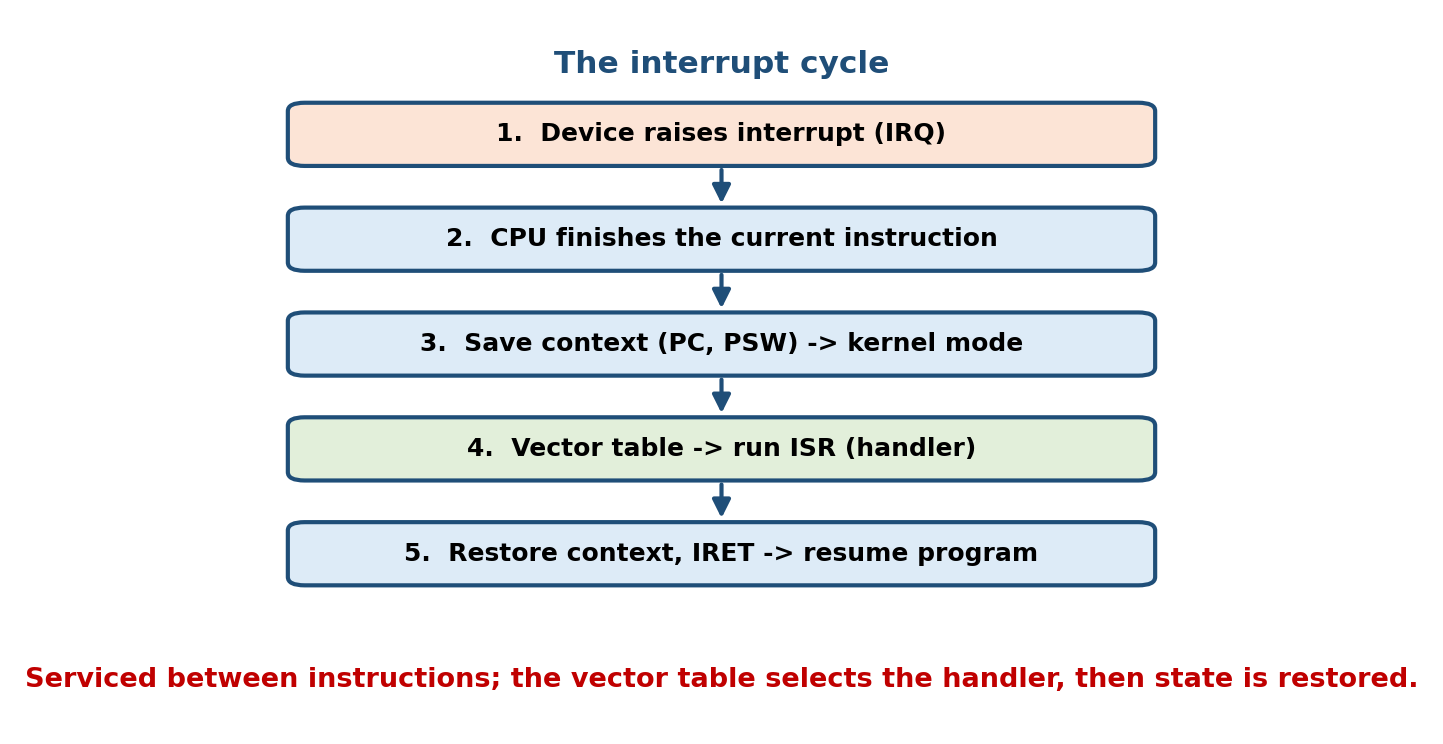 The interrupt cycle
1.  Device raises interrupt (IRQ)
2.  CPU finishes the current instruction
3.  Save context (PC, PSW) -> kernel mode
4.  Vector table -> run ISR (handler)
5.  Restore context, IRET -> resume program
Serviced between instructions; the vector table selects the handler, then state is restored.